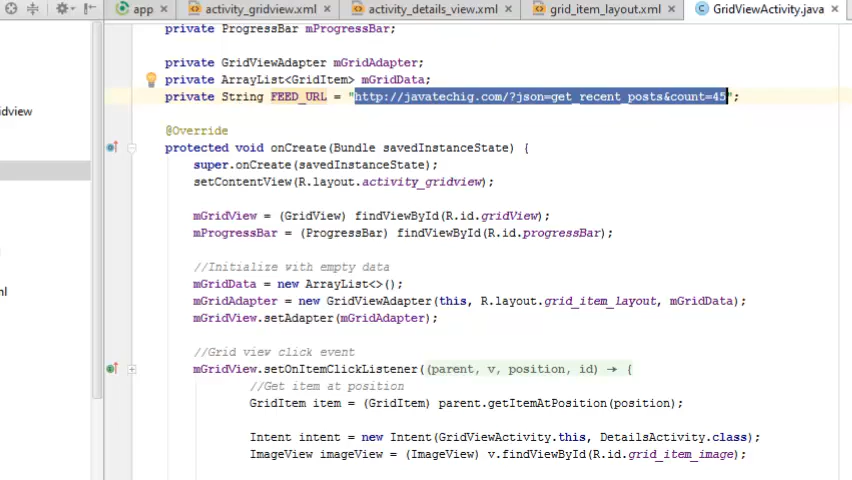 app
activity_gridview.xml
activity_details_view.xml
grid_item_layout.xml
GridViewActivity.java
private ProgressBar mProgressBar;
private GridViewAdapter mGridAdapter;
private ArrayList<GridItem> mGridData;
private String FEED_URL = "http://javatechig.com/?json=get_recent_posts&count=45";
ridview
@Override
protected void onCreate(Bundle savedInstanceState) {
super.onCreate(savedInstanceState);
setContentView(R.layout.activity_gridview);
mGridView = (GridView) findViewById(R.id.gridView);
mProgressBar = (ProgressBar) findViewById(R.id.progressBar);
//Initialize with empty data
mGridData = new ArrayList<>();
ml
mGridAdapter = new GridViewAdapter(this, R.layout.grid_item_layout, mGridData);
mGridView.setAdapter(mGridAdapter);
//Grid view click event
mGridView.setOnItemClickListener((parent, v, position, id) → {
//Get item at position
GridItem item = (GridItem) parent.getItemAtPosition(position);
Intent intent = new Intent(GridViewActivity.this, DetailsActivity.class);
ImageView imageView = (ImageView) v.findViewById(R.id.grid_item_image);